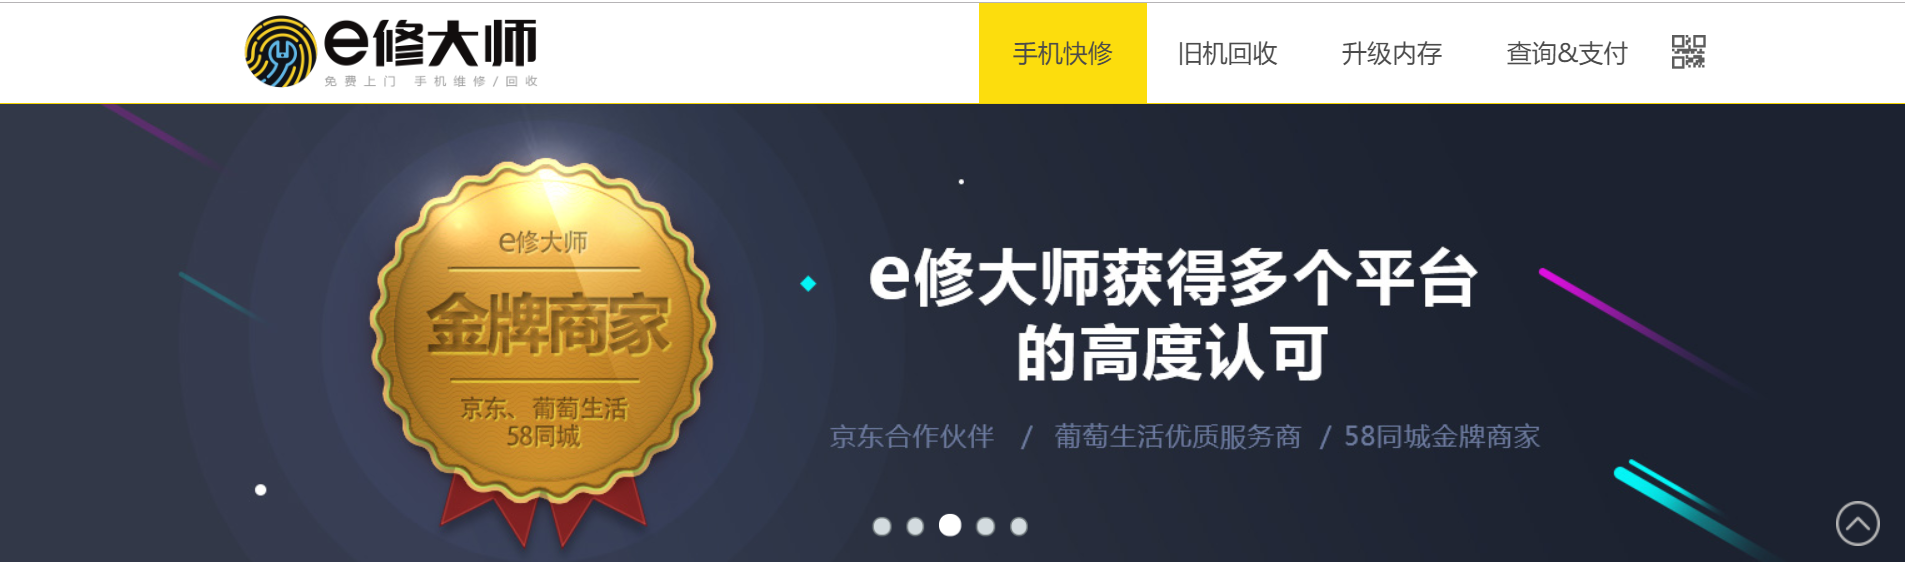 e修大师
免费上门 手机维修/回收
手机快修
旧机回收
升级内存
查询&支付
e修大师
金牌商家
京东、葡萄生活
58同城
e修大师获得多个平台
的高度认可
京东合作伙伴 / 葡萄生活优质服务商 / 58同城金牌商家